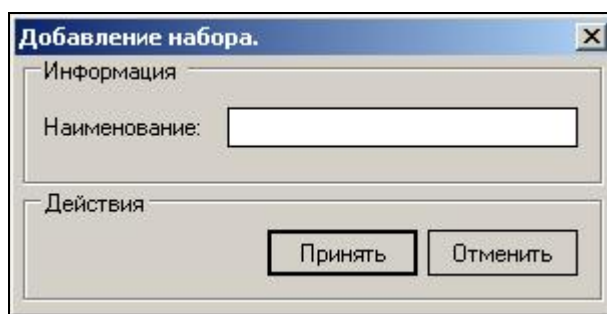 Добавление набора.
Информация
Наименование:
Действия
Принять Отменить